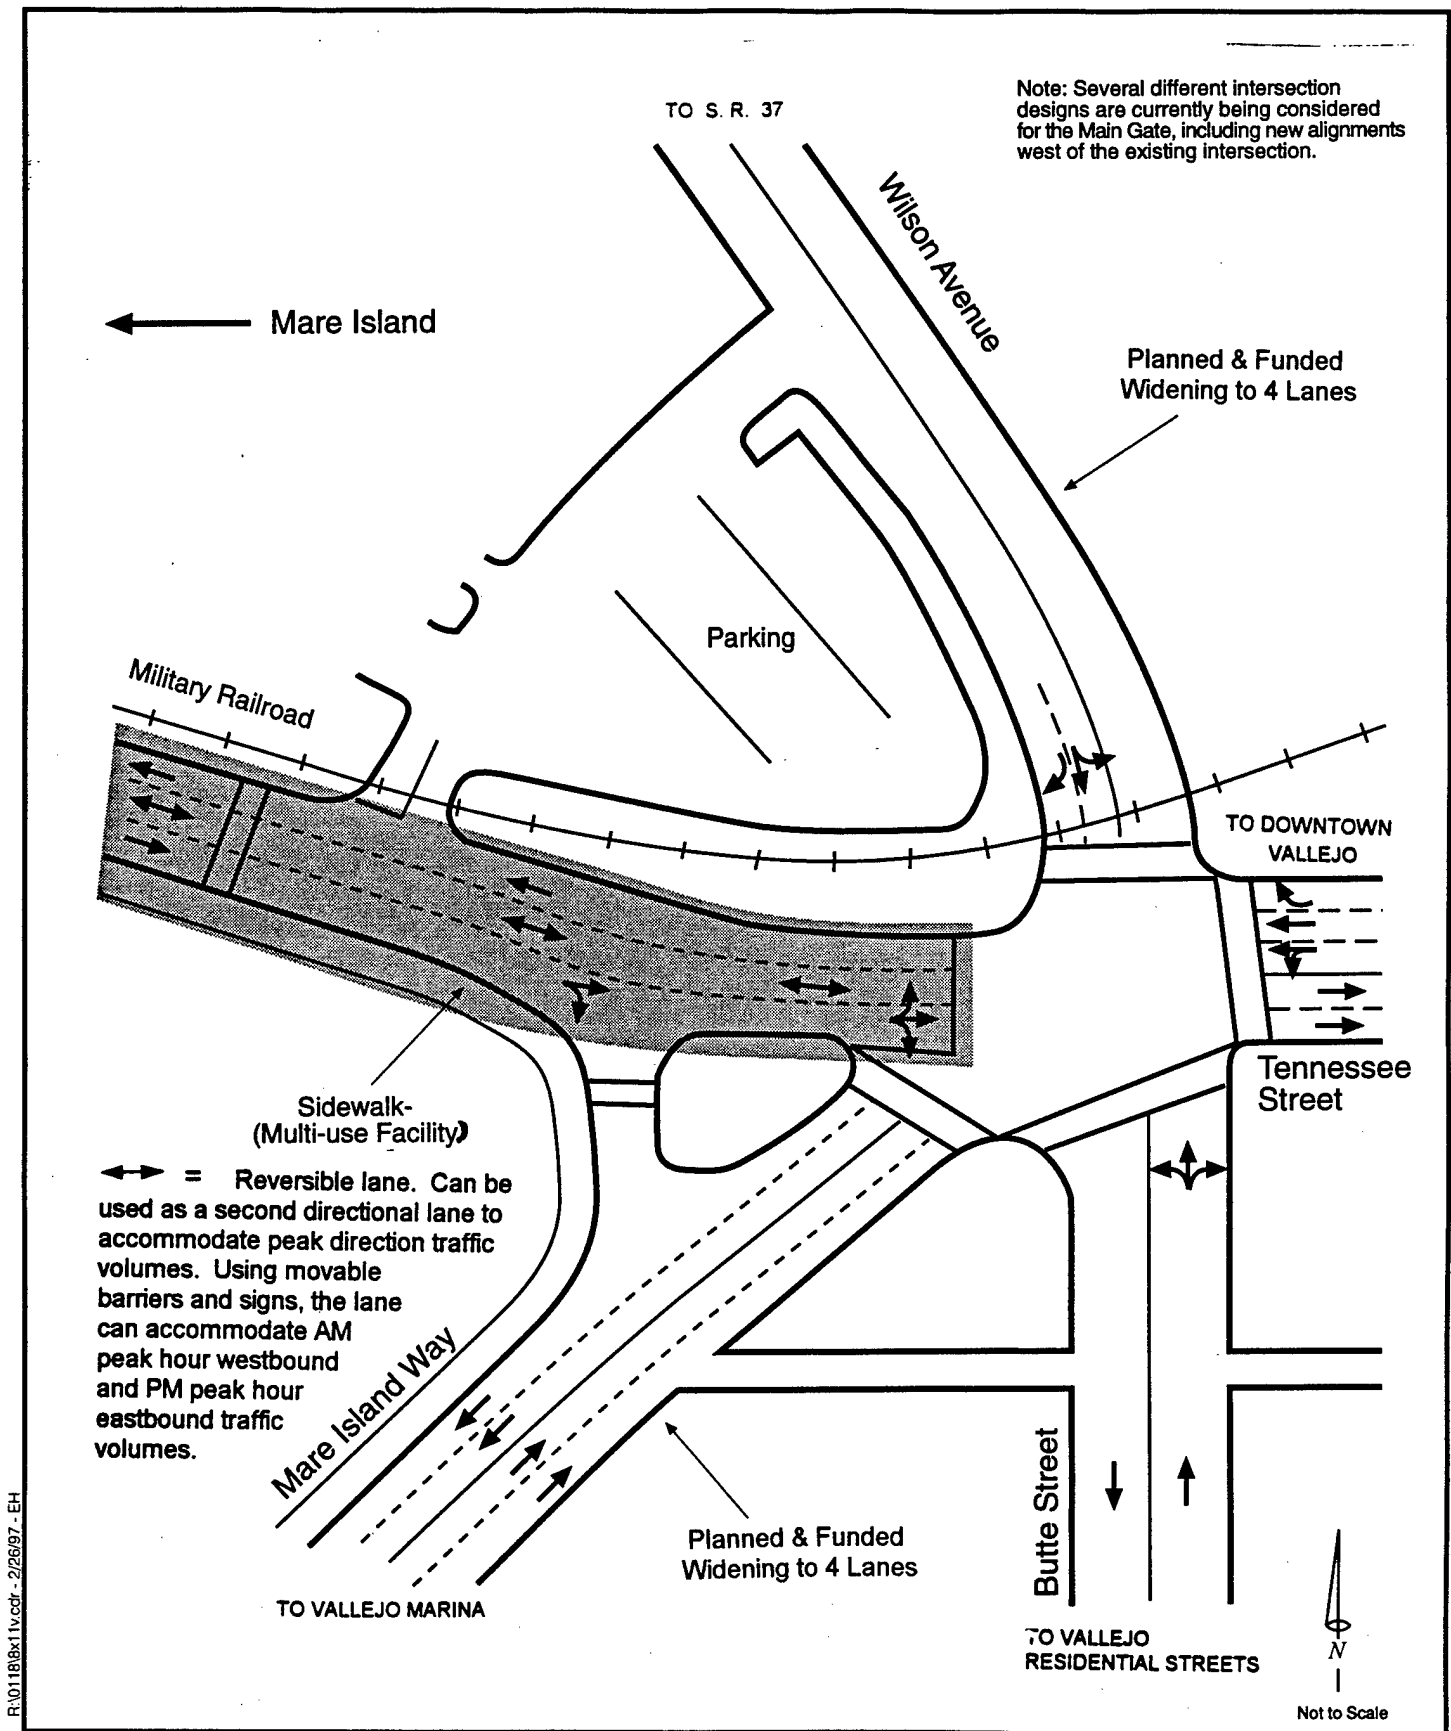 TO S. R. 37
Note: Several different intersection
designs are currently being considered
for the Main Gate, including new alignments
west of the existing intersection.
Wilson Avenue
Mare Island
Planned & Funded
Widening to 4 Lanes
Parking
Military Railroad
TO DOWNTOWN
VALLEJO
Tennessee
Street
Sidewalk-
(Multi-use Facility)
= Reversible lane. Can be
used as a second directional lane to
accommodate peak direction traffic
volumes. Using movable
barriers and signs, the lane
can accommodate AM
peak hour westbound
and PM peak hour
eastbound traffic
volumes.
Mare Island Way
Planned & Funded
Widening to 4 Lanes
Butte Street
TO VALLEJO MARINA
TO VALLEJO
RESIDENTIAL STREETS
N
Not to Scale
R:\0118\8x11v.cdr - 2/26/97 - EH